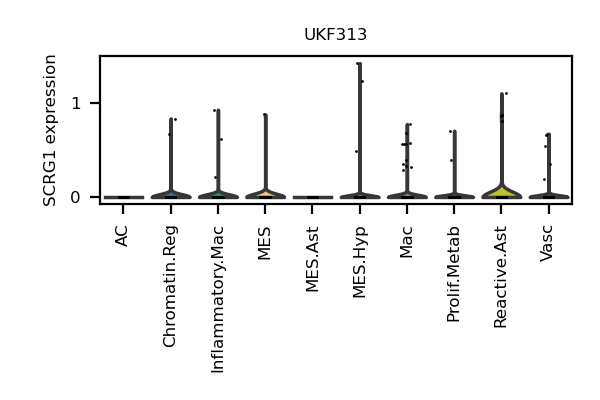 UKF313
SCRG1 expression
1
0
AC
Chromatin.Reg
Inflammatory.Mac
MES
MES.Ast
MES.Hyp
Mac
Prolif.Metab
Reactive.Ast
Vasc